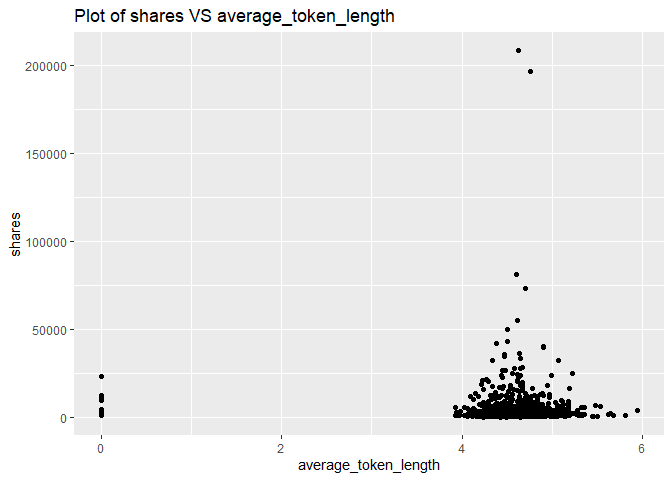 Plot of shares VS average_token_length
200000
150000
100000
50000
0
shares
0 2 4 6
average_token_length